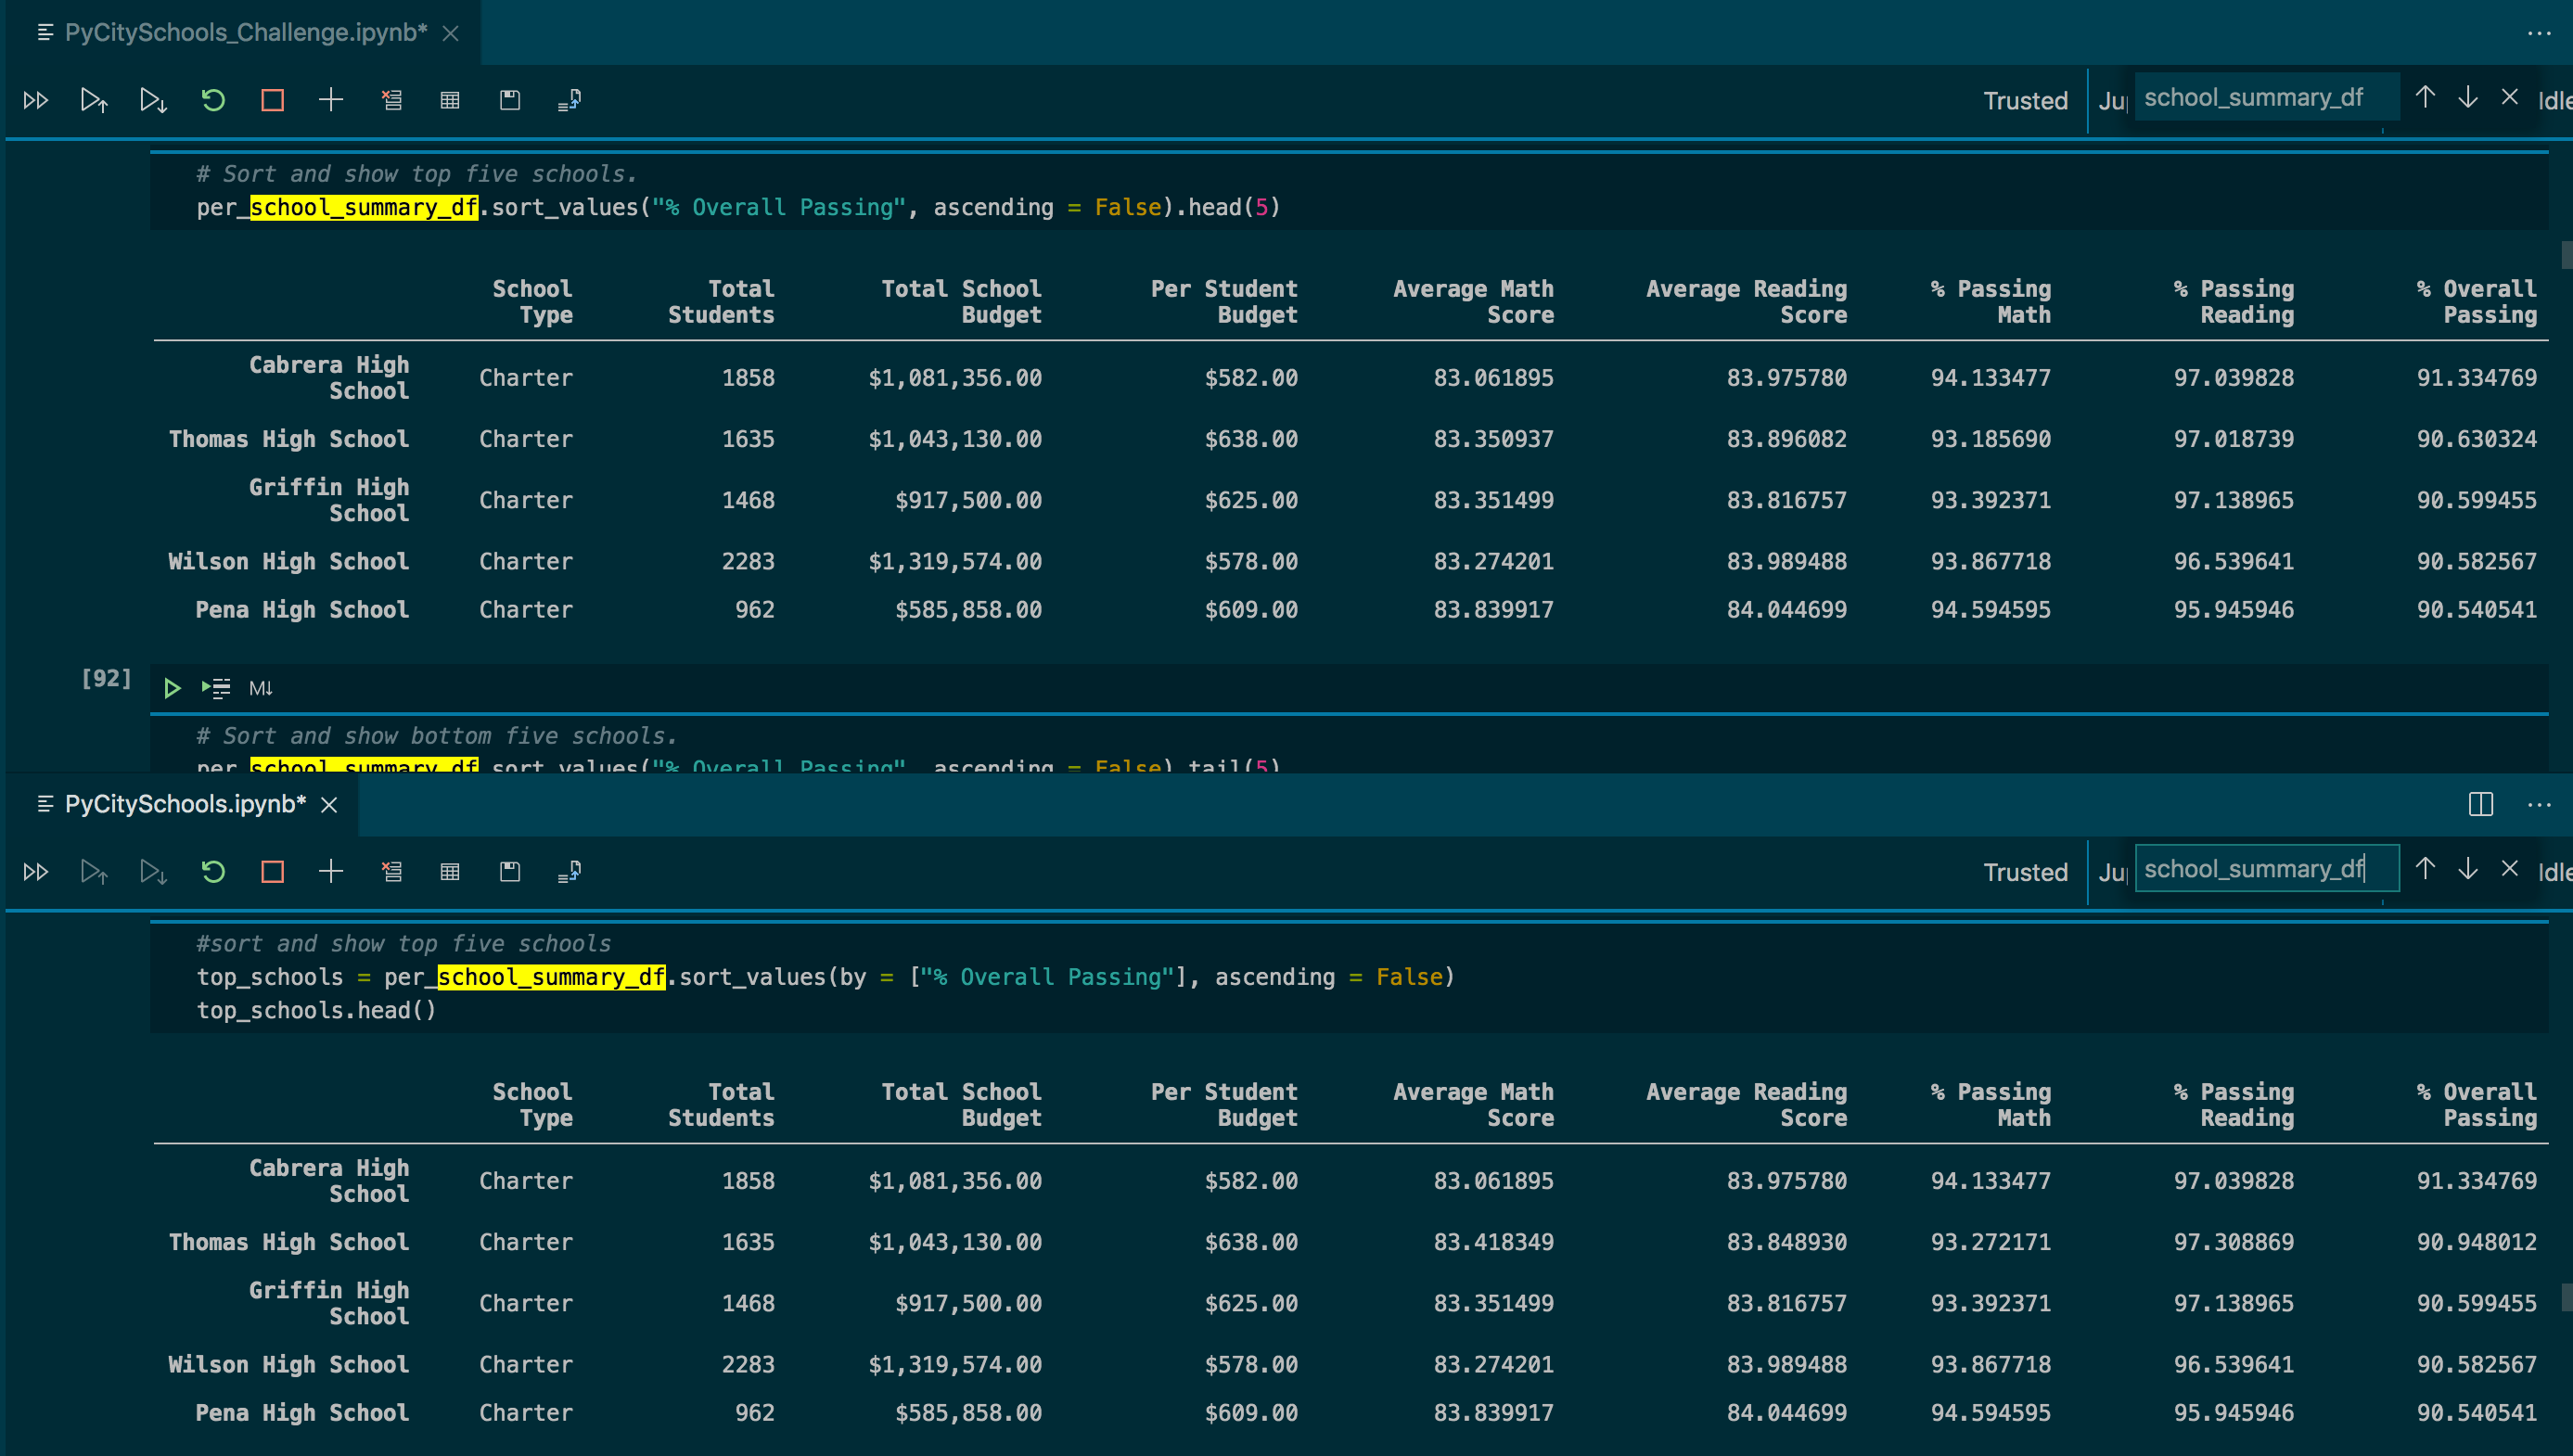 PyCitySchools_Challenge.ipynb*
Trusted
school_summary_df
# Sort and show top five schools.
per_school_summary_df.sort_values("% Overall Passing", ascending = False).head(5)
School Type Total Students Total School Budget Per Student Budget Average Math Score Average Reading Score % Passing Math % Passing Reading % Overall Passing
Cabrera High School Charter 1858 $1,081,356.00 $582.00 83.061895 83.975780 94.133477 97.039828 91.334769
Thomas High School Charter 1635 $1,043,130.00 $638.00 83.350937 83.896082 93.185690 97.018739 90.630324
Griffin High School Charter 1468 $917,500.00 $625.00 83.351499 83.816757 93.392371 97.138965 90.599455
Wilson High School Charter 2283 $1,319,574.00 $578.00 83.274201 83.989488 93.867718 96.539641 90.582567
Pena High School Charter 962 $585,858.00 $609.00 83.839917 84.044699 94.594595 95.945946 90.540541
[92]
M↓
# Sort and show bottom five schools.
per_school_summary_df.sort_values("% Overall Passing", ascending = False).tail(5)
PyCitySchools.ipynb*
Trusted
school_summary_df
#sort and show top five schools
top_schools = per_school_summary_df.sort_values(by = ["% Overall Passing"], ascending = False)
top_schools.head()
School Type Total Students Total School Budget Per Student Budget Average Math Score Average Reading Score % Passing Math % Passing Reading % Overall Passing
Cabrera High School Charter 1858 $1,081,356.00 $582.00 83.061895 83.975780 94.133477 97.039828 91.334769
Thomas High School Charter 1635 $1,043,130.00 $638.00 83.418349 83.848930 93.272171 97.308869 90.948012
Griffin High School Charter 1468 $917,500.00 $625.00 83.351499 83.816757 93.392371 97.138965 90.599455
Wilson High School Charter 2283 $1,319,574.00 $578.00 83.274201 83.989488 93.867718 96.539641 90.582567
Pena High School Charter 962 $585,858.00 $609.00 83.839917 84.044699 94.594595 95.945946 90.540541